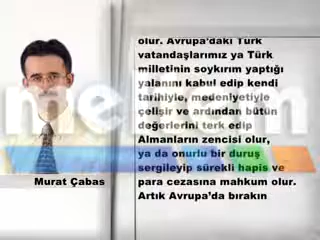 olur. Avrupa'daki Türk
vatandaşlarımız ya Türk
milletinin soykırım yaptığı
yalanını kabul edip kendi
tarihiyle, medeniyetiyle
çelişir ve ardından bütün
değerlerini terk edip
Almanların zencisi olur,
ya da onurlu bir duruş
sergileyip sürekli hapis ve
para cezasına mahkum olur.
Artık Avrupa'da bırakın
Murat Çabas